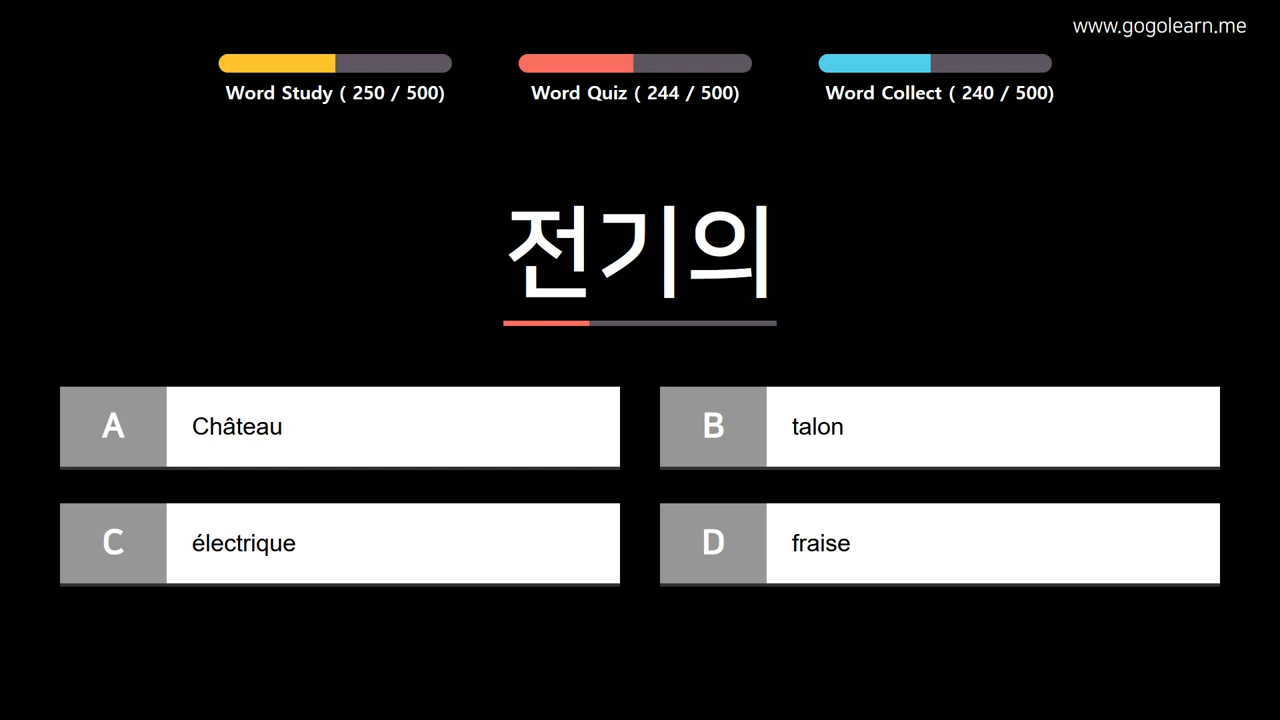 www.gogolearn.me
Word Study ( 250 / 500)
Word Quiz ( 244 / 500)
Word Collect ( 240 / 500)
전기의
A
Château
B
talon
C
électrique
D
fraise